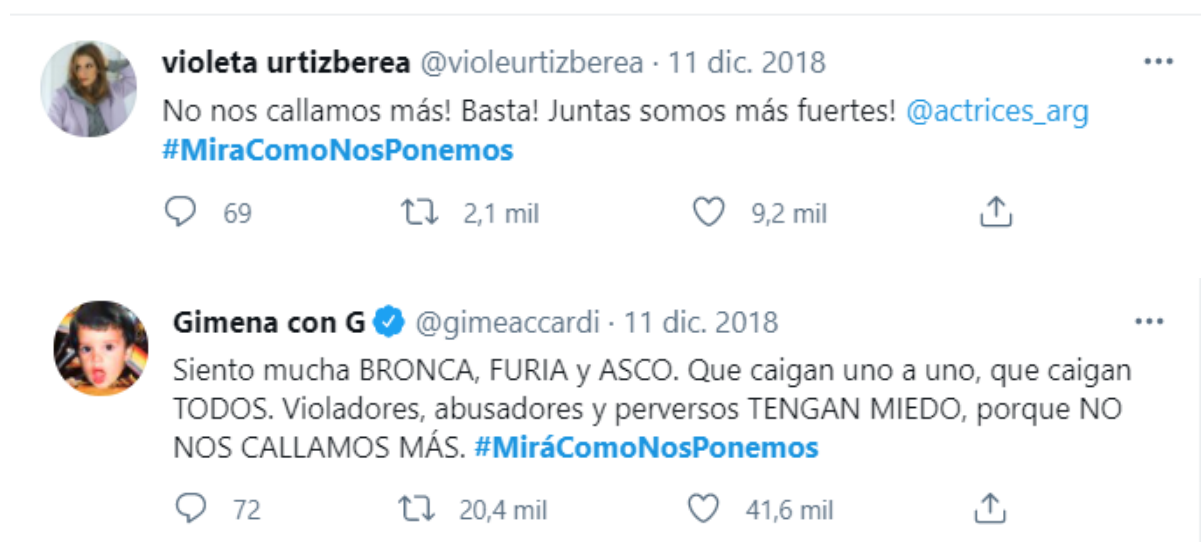 violeta urtizberea @violeurtizberea · 11 dic. 2018
No nos callamos más! Basta! Juntas somos más fuertes! @actrices_arg
#MiraComoNosPonemos
69 2,1 mil 9,2 mil
Gimena con G @gimeaccardi · 11 dic. 2018
Siento mucha BRONCA, FURIA y ASCO. Que caigan uno a uno, que caigan
TODOS. Violadores, abusadores y perversos TENGAN MIEDO, porque NO
NOS CALLAMOS MÁS. #MiráComoNosPonemos
72 20,4 mil 41,6 mil